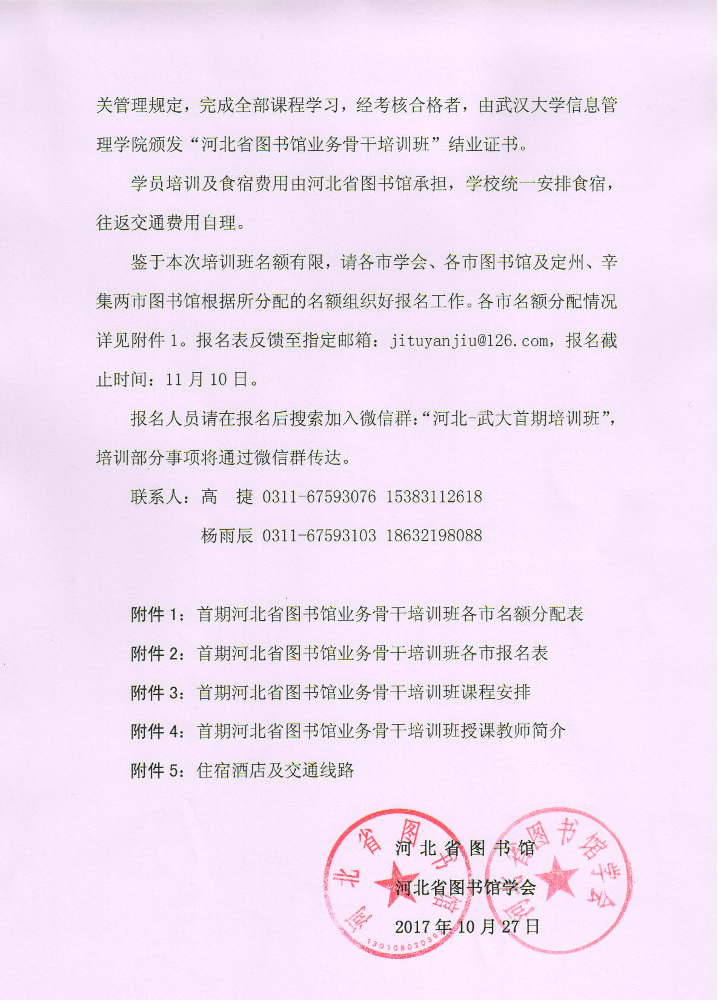 关管理规定，完成全部课程学习，经考核合格者，由武汉大学信息管
理学院颁发“河北省图书馆业务骨干培训班”结业证书。
学员培训及食宿费用由河北省图书馆承担，学校统一安排食宿，
往返交通费用自理。
鉴于本次培训班名额有限，请各市学会、各市图书馆及定州、辛
集两市图书馆根据所分配的名额组织好报名工作。各市名额分配情况
详见附件1。报名表反馈至指定邮箱：jituyanjiu@126.com，报名截
止时间：11月10日。
报名人员请在报名后搜索加入微信群：“河北-武大首期培训班”，
培训部分事项将通过微信群传达。
联系人：高　捷 0311-67593076 15383112618
杨雨辰 0311-67593103 18632198088
附件1：首期河北省图书馆业务骨干培训班各市名额分配表
附件2：首期河北省图书馆业务骨干培训班各市报名表
附件3：首期河北省图书馆业务骨干培训班课程安排
附件4：首期河北省图书馆业务骨干培训班授课教师简介
附件5：住宿酒店及交通线路
河北省图书馆
河北省图书馆学会
2017年10月27日
河北省图书馆
河北省图书馆学会